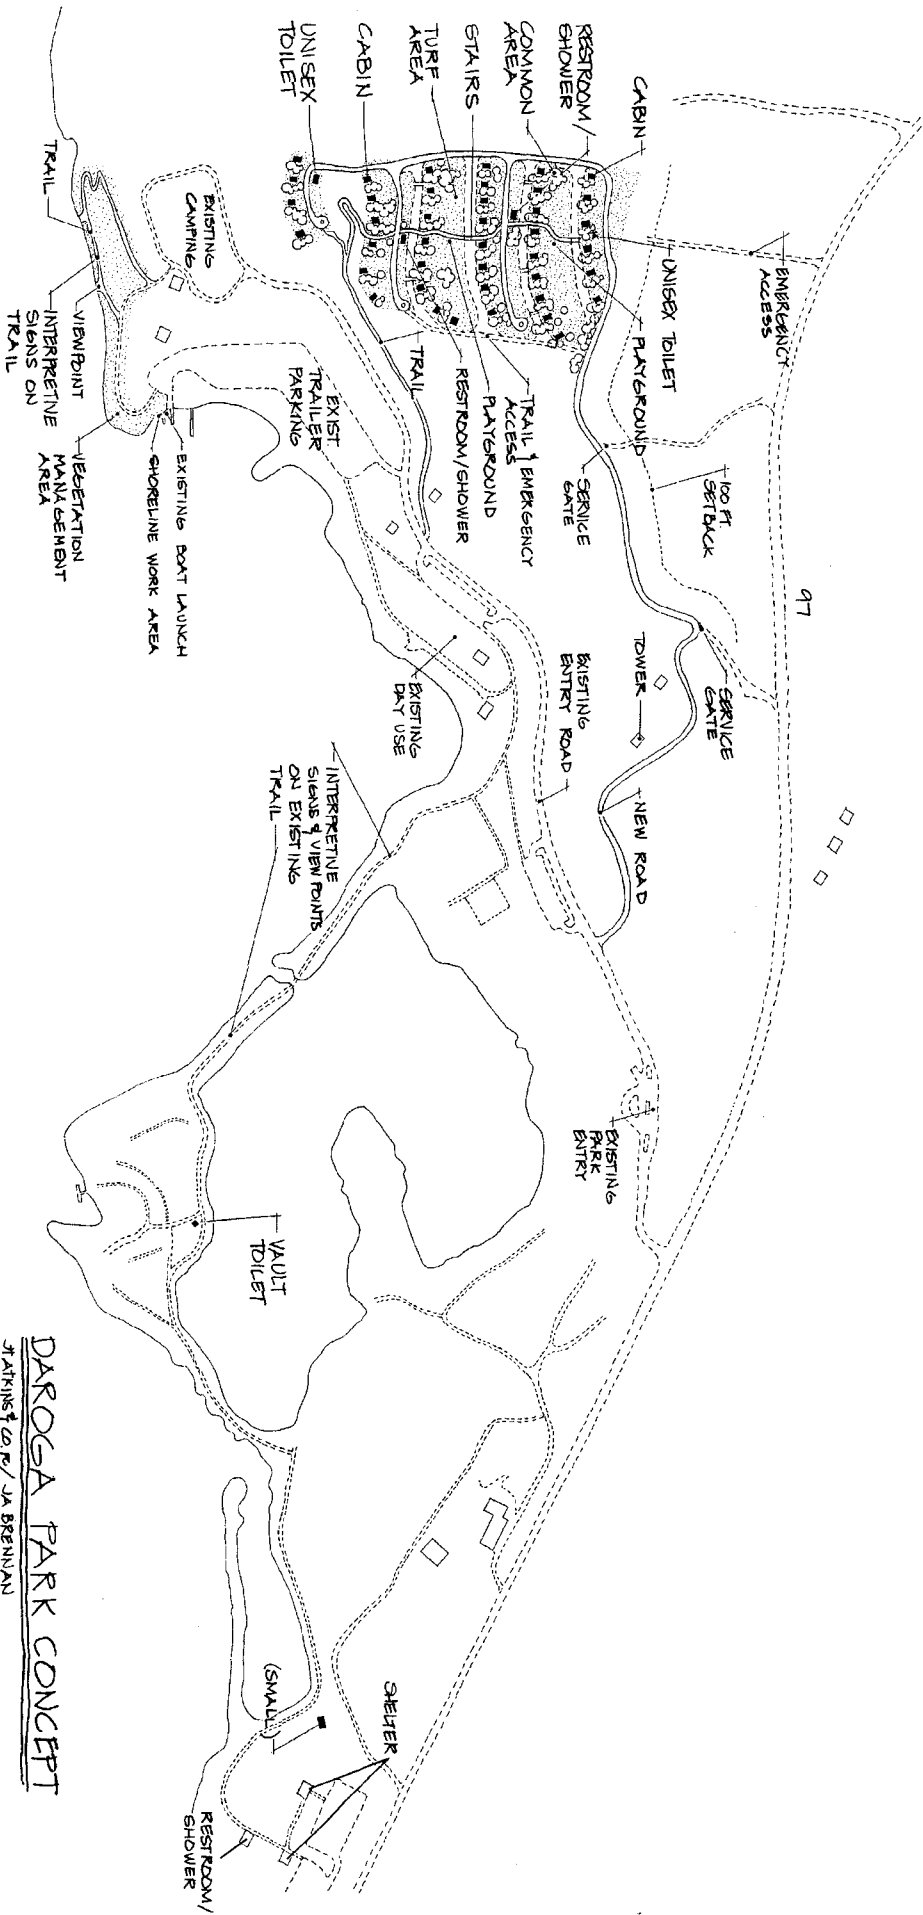 CABIN
RESTROOM/
SHOWER
COMMON
AREA
STAIRS
TURF
AREA
CABIN
UNISEX
TOILET
EMERGENCY
ACCESS
UNISEX TOILET
PLAYGROUND
TRAIL & EMERGENCY
ACCESS
PLAYGROUND
RESTROOM/SHOWER
TRAIL
SERVICE
GATE
100 FT.
SETBACK
97
SERVICE
GATE
TOWER
NEW ROAD
EXISTING
ENTRY ROAD
EXISTING
PARK
ENTRY
EXISTING
CAMPING
EXIST.
TRAILER
PARKING
TRAIL
VIEWPOINT
INTERPRETIVE
SIGNS ON
TRAIL
EXISTING BOAT LAUNCH
SHORELINE WORK AREA
VEGETATION
MANAGEMENT
AREA
EXISTING
DAY USE
INTERPRETIVE
SIGNS & VIEW POINTS
ON EXISTING
TRAIL
VAULT
TOILET
SHELTER
(SMALL)
RESTROOM/
SHOWER
DAROGA PARK CONCEPT
JA BRENNAN